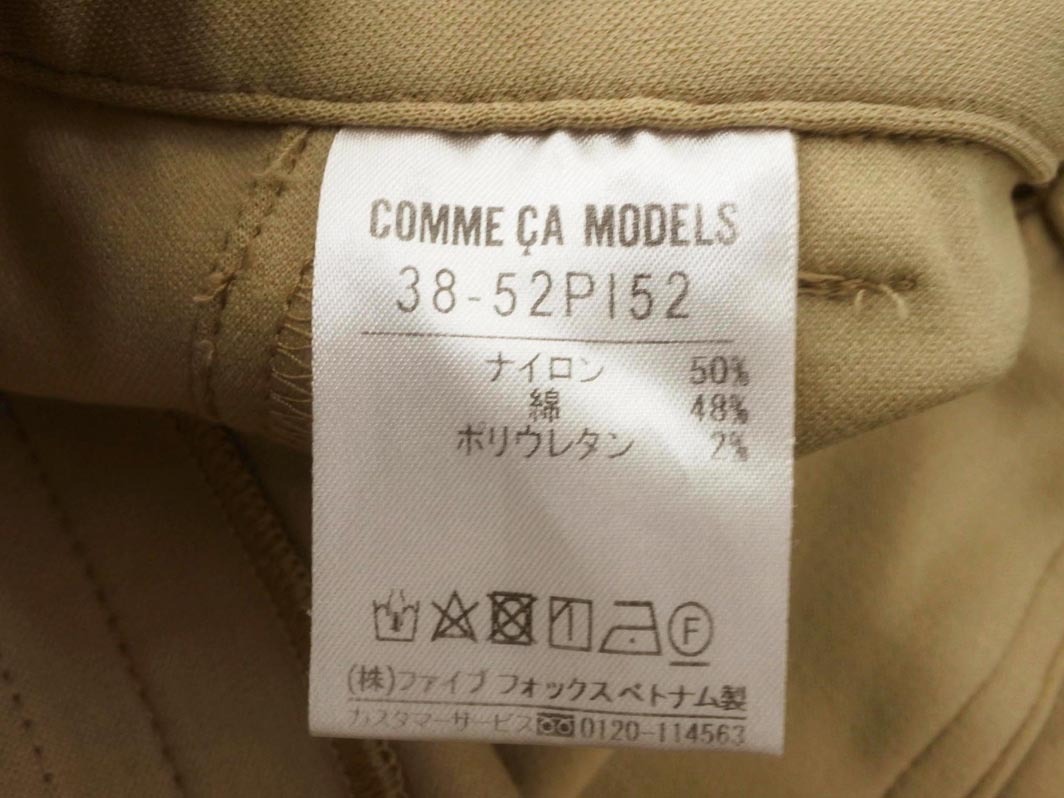 COMME ÇA MODELS
38-52PI52
ナイロン 50%
綿 48%
ポリウレタン 2%
F
(株)ファイブ フォックス ベトナム製
カスタマーサービス 0120-114563